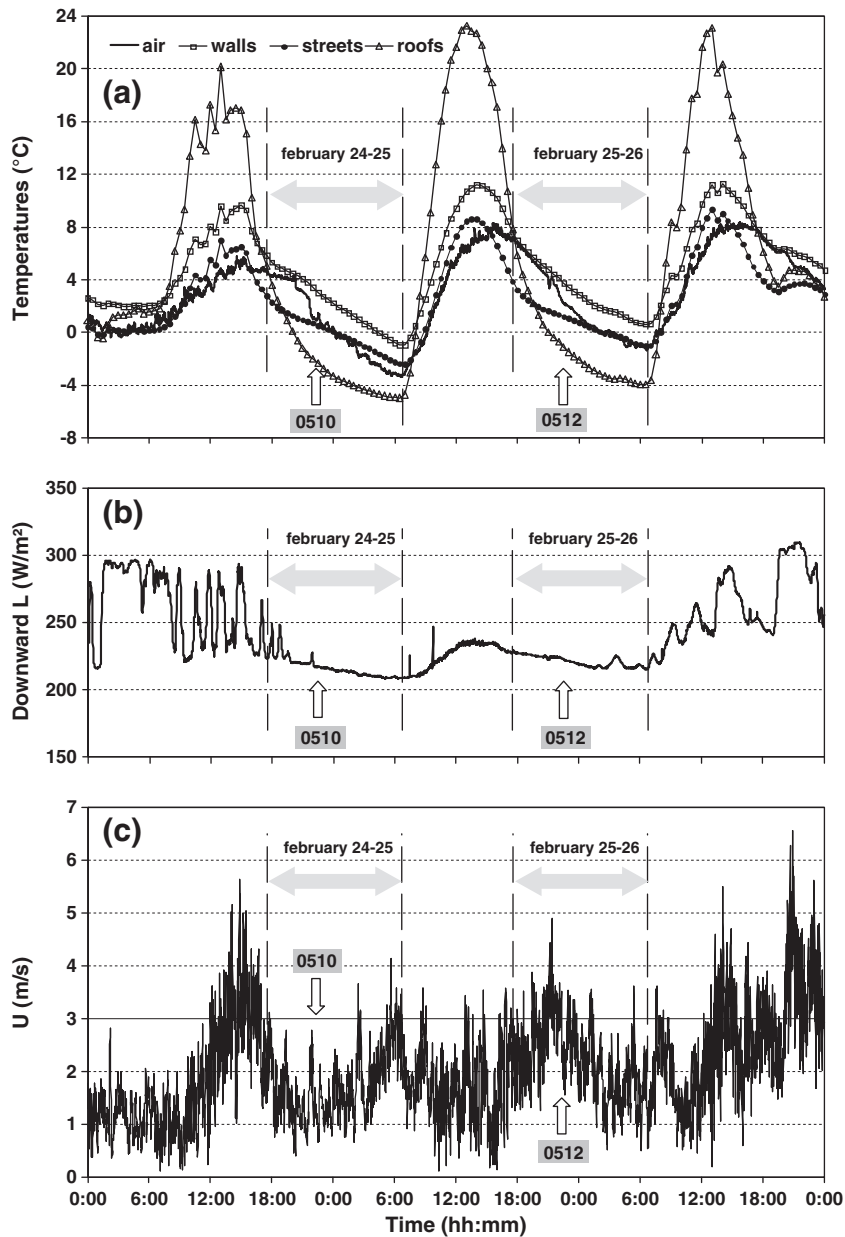 24
20
16
12
8
4
0
-4
-8
Temperatures (°C)
air walls streets roofs
(a)
february 24-25
february 25-26
0510
0512
350
300
250
200
150
Downward L (W/m²)
(b)
february 24-25
february 25-26
0510
0512
7
6
5
4
3
2
1
0
U (m/s)
(c)
february 24-25
february 25-26
0510
0512
0:00 6:00 12:00 18:00 0:00 6:00 12:00 18:00 0:00 6:00 12:00 18:00 0:00
Time (hh:mm)